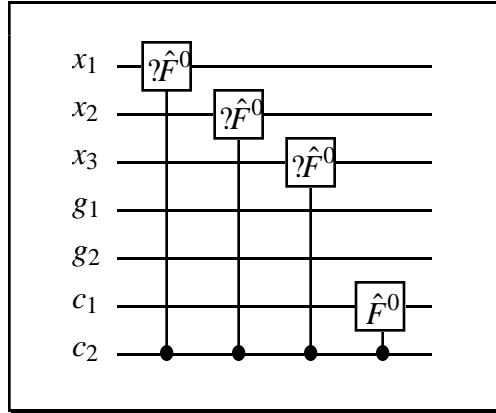 x₁ ?F̂⁰
x₂ ?F̂⁰
x₃ ?F̂⁰
g₁
g₂
c₁ F̂⁰
c₂